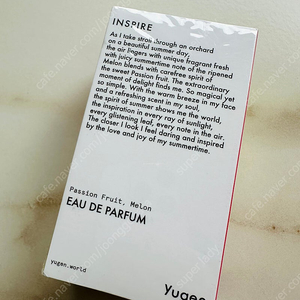 INSPIRE
As I take stroll through an orchard
on a beautiful summer day,
the air lingers with unique fragrant fresh
with juicy summertime note of the ripened
Melon blends with carefree spirit of
the sweet Passion fruit. The extraordinary
moment of delight finds me. So magical yet
so simple. With the warm breeze in my face
and a refreshing scent in my soul,
the spirit of summer shows me the world,
the inspiration in every ray of sunlight,
every glistening leaf, every note in the air.
The closer I look I feel daring and inspired
by the love and joy of my summertime.
Passion Fruit, Melon
EAU DE PARFUM
yugen.world
Yugen